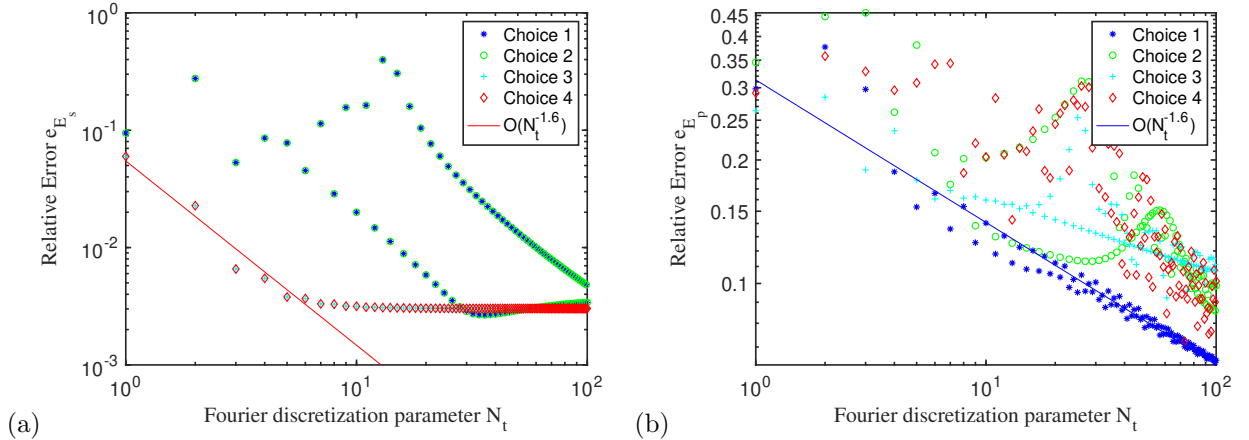 (a)
Relative Error e_{E_s}
10^0
10^{-1}
10^{-2}
10^{-3}
10^0
10^1
10^2
Fourier discretization parameter N_t
Choice 1
Choice 2
Choice 3
Choice 4
O(N_t^{-1.6})
(b)
Relative Error e_{E_p}
0.45
0.4
0.35
0.3
0.25
0.2
0.15
0.1
10^0
10^1
10^2
Fourier discretization parameter N_t
Choice 1
Choice 2
Choice 3
Choice 4
O(N_t^{-1.6})